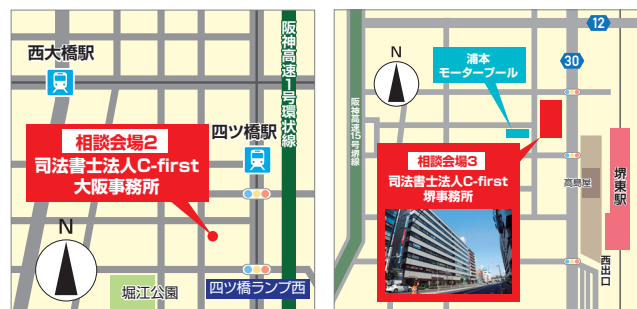 西大橋駅
阪神高速1号環状線
四ツ橋駅
相談会場2
司法書士法人C-first
大阪事務所
N
堀江公園
四ツ橋ランプ西
12
30
N
浦本
モータープール
阪神高速15号堺線
相談会場3
司法書士法人C-first
堺事務所
高島屋
堺東駅
西出口